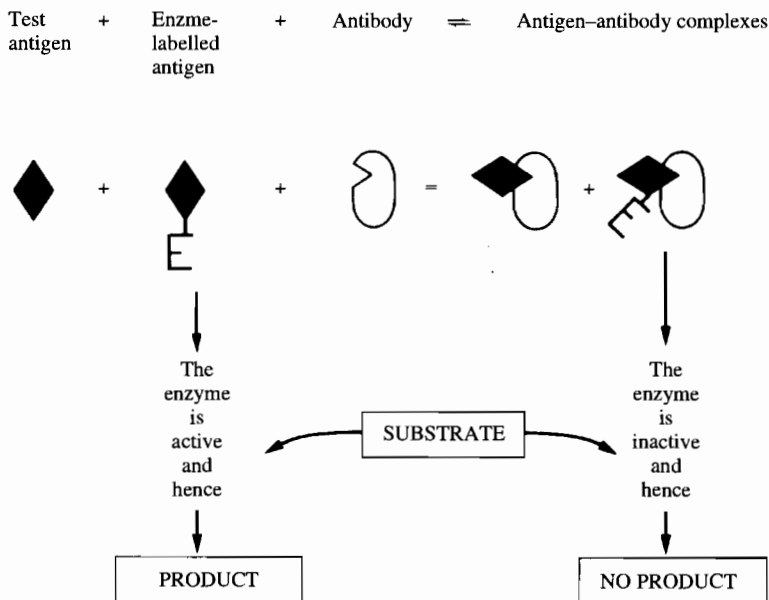 Test + Enzme- + Antibody ⇌ Antigen–antibody complexes
antigen labelled
antigen
+ + = +
E E
The
enzyme
is
active
and
hence
The
enzyme
is
inactive
and
hence
SUBSTRATE
PRODUCT
NO PRODUCT